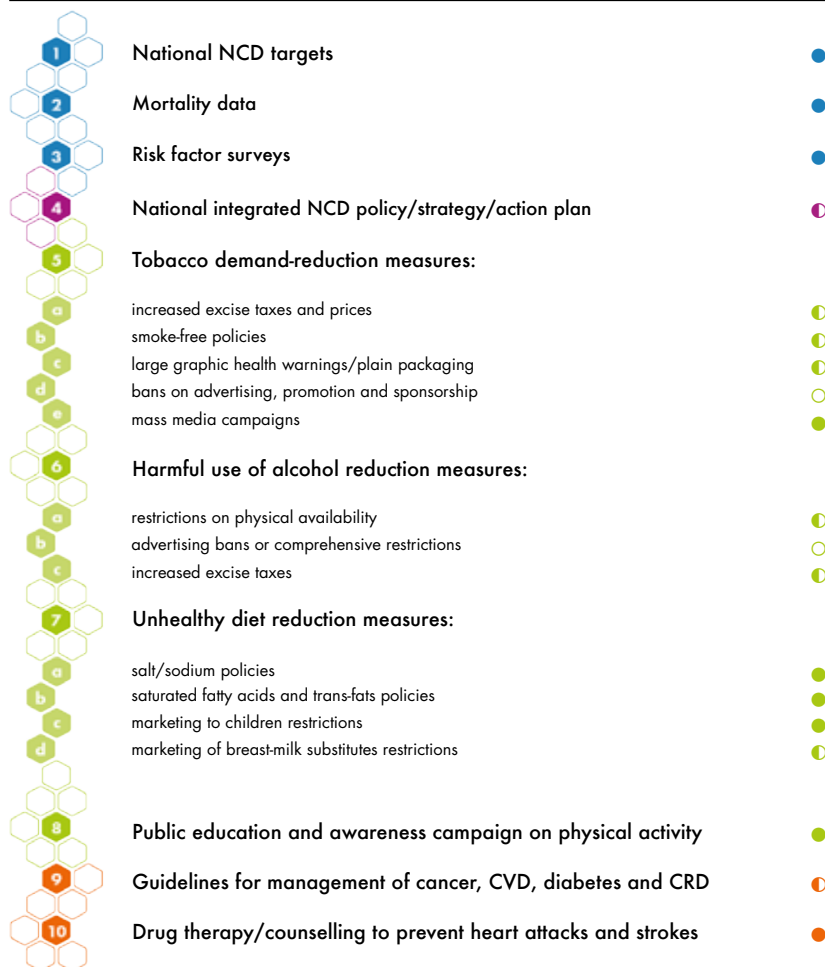 1 National NCD targets ●
2 Mortality data ●
3 Risk factor surveys ●
4 National integrated NCD policy/strategy/action plan ◐
5 Tobacco demand-reduction measures:
a increased excise taxes and prices ◐
b smoke-free policies ◐
c large graphic health warnings/plain packaging ◐
d bans on advertising, promotion and sponsorship ○
e mass media campaigns ●
6 Harmful use of alcohol reduction measures:
a restrictions on physical availability ◐
b advertising bans or comprehensive restrictions ○
c increased excise taxes ◐
7 Unhealthy diet reduction measures:
a salt/sodium policies ●
b saturated fatty acids and trans-fats policies ●
c marketing to children restrictions ●
d marketing of breast-milk substitutes restrictions ◐
8 Public education and awareness campaign on physical activity ●
9 Guidelines for management of cancer, CVD, diabetes and CRD ◐
10 Drug therapy/counselling to prevent heart attacks and strokes ●